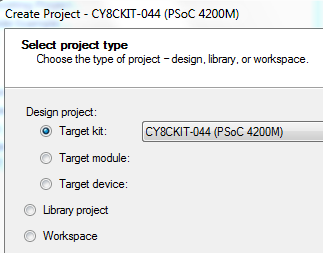 Create Project - CY8CKIT-044 (PSoC 4200M)
Select project type
Choose the type of project – design, library, or workspace.
Design project:
Target kit: CY8CKIT-044 (PSoC 4200M)
Target module:
Target device:
Library project
Workspace